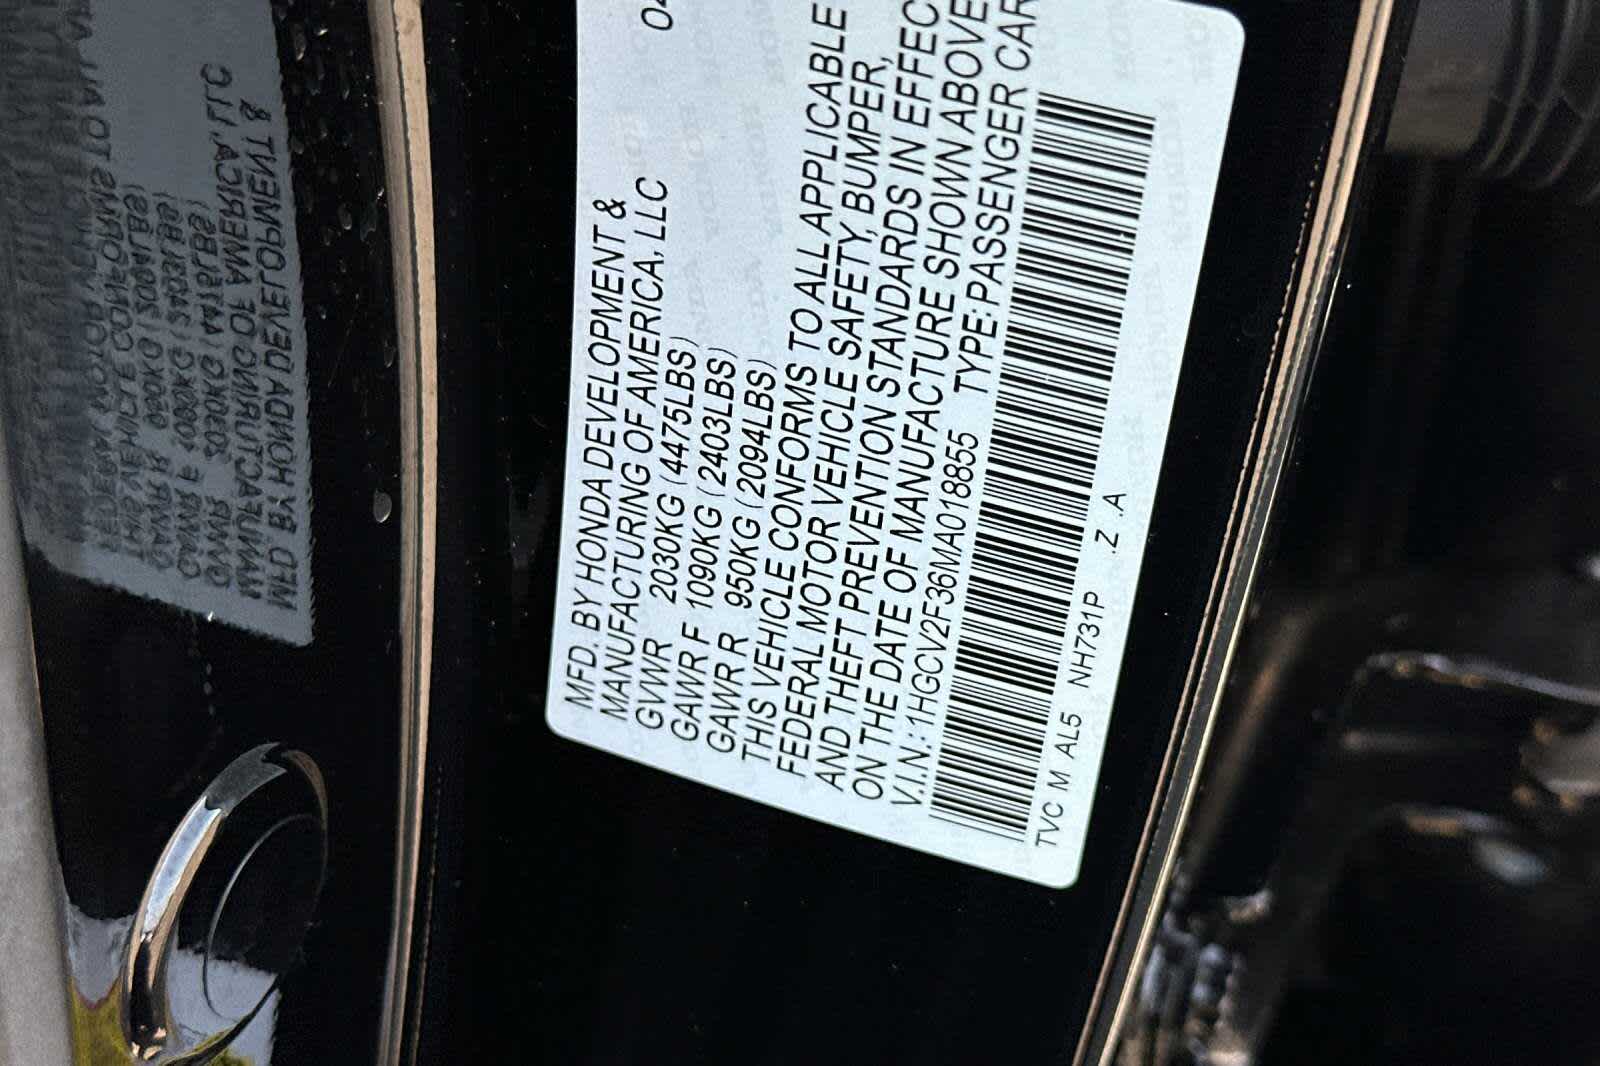 04
MFD. BY HONDA DEVELOPMENT &
MANUFACTURING OF AMERICA, LLC
GVWR 2030KG (4475LBS)
GAWR F 1090KG (2403LBS)
GAWR R 950KG (2094LBS)
THIS VEHICLE CONFORMS TO ALL APPLICABLE
FEDERAL MOTOR VEHICLE SAFETY, BUMPER,
AND THEFT PREVENTION STANDARDS IN EFFEC
ON THE DATE OF MANUFACTURE SHOWN ABOVE
V.I.N.: 1HGCV2F36MA018855 TYPE: PASSENGER CAR
TVC M AL5 NH731P .Z .A